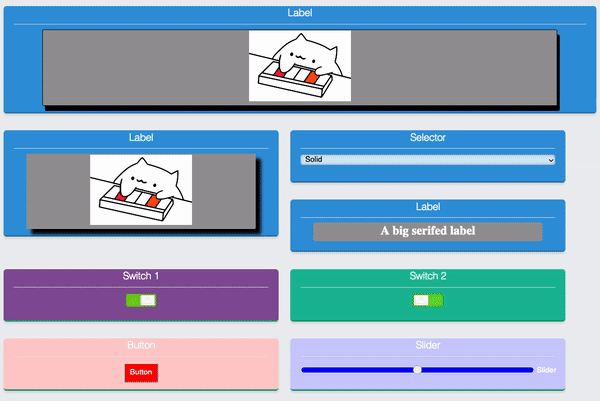 Label
Label
Selector
Solid
Label
A big serifed label
Switch 1
Switch 2
Button
Slider
Button
Slider